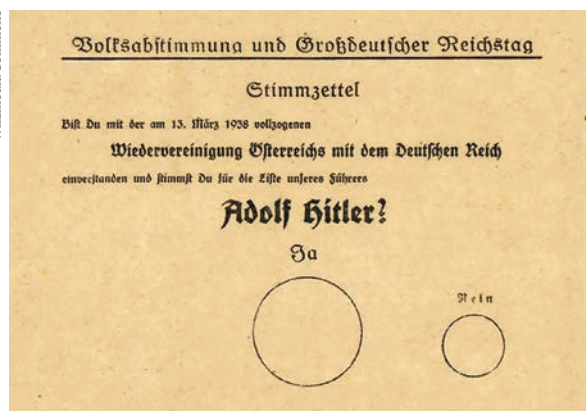 Volksabstimmung und Großdeutscher Reichstag
Stimmzettel
Bist Du mit der am 13. März 1938 vollzogenen
Wiedervereinigung Österreichs mit dem Deutschen Reich
einverstanden und stimmst Du für die Liste unseres Führers
Adolf Hitler?
Ja
Nein